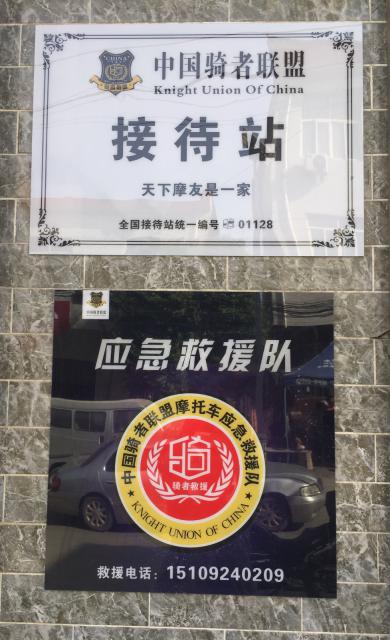 CHINA
中国骑者联盟
Knight Union Of China
接待站
天下摩友是一家
全国接待站统一编号 01128
应急救援队
中国骑者联盟摩托车应急救援队
骑者救援
KNIGHT UNION OF CHINA
救援电话：15109240209